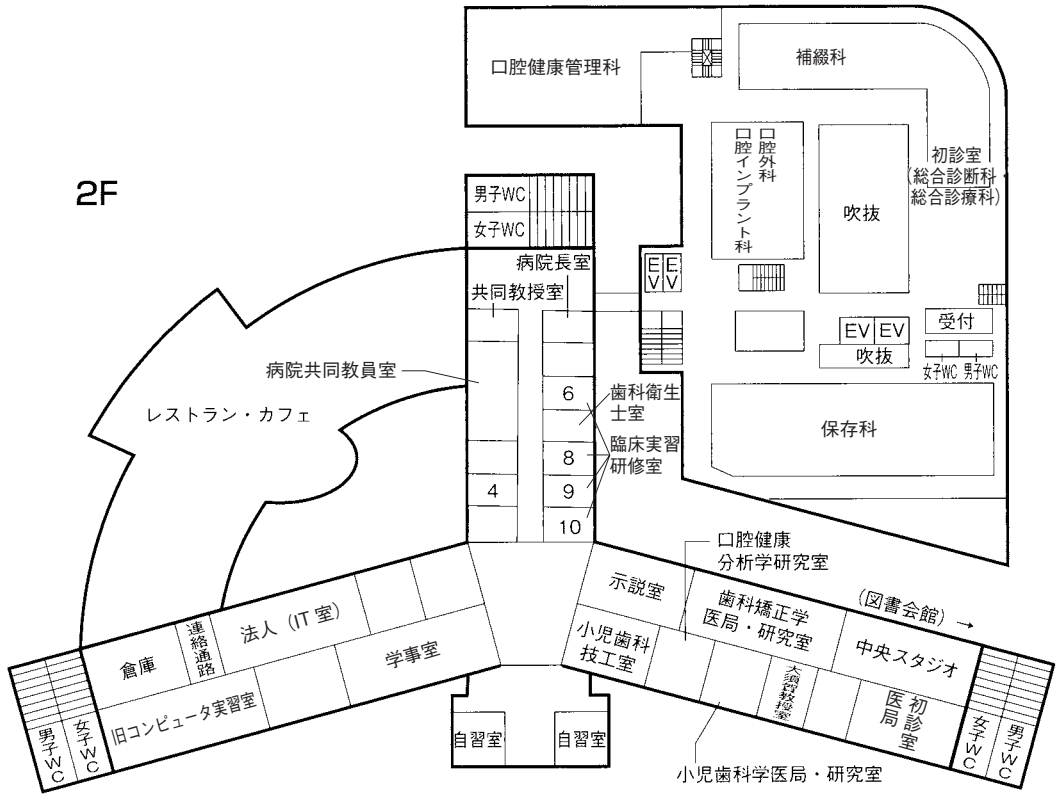 2F
口腔健康管理科
補綴科
口腔外科
口腔インプラント科
吹抜
初診室
(総合診断科
総合診療科)
男子WC
女子WC
病院長室
共同教授室
EV
EV
EV
EV
吹抜
受付
女子WC
男子WC
保存科
病院共同教員室
レストラン・カフェ
6
歯科衛生
士室
8
臨床実習
研修室
4
9
10
口腔健康
分析学研究室
示説室
歯科矯正学
医局・研究室
(図書会館) →
中央スタジオ
小児歯科
技工室
大須賀教授室
初診室
医局
女子WC
男子WC
小児歯科学医局・研究室
法人(IT室)
連絡通路
倉庫
学事室
旧コンピュータ実習室
男子WC
女子WC
自習室
自習室